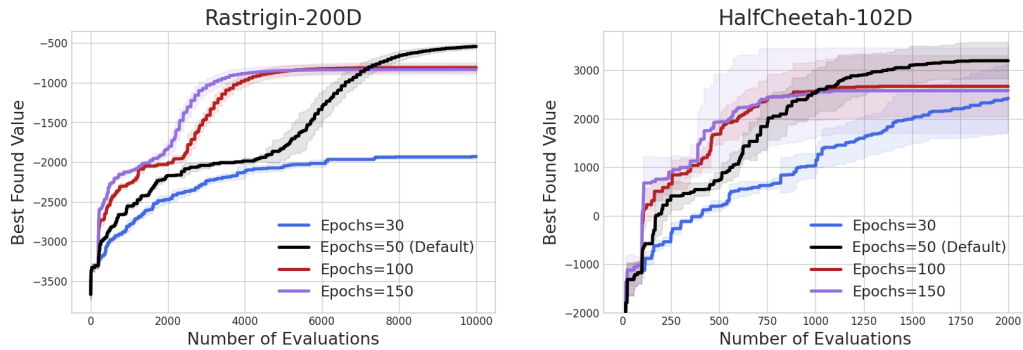 Rastrigin-200D
Best Found Value
−500
−1000
−1500
−2000
−2500
−3000
−3500
Epochs=30
Epochs=50 (Default)
Epochs=100
Epochs=150
0
2000
4000
6000
8000
10000
Number of Evaluations
HalfCheetah-102D
Best Found Value
3000
2000
1000
0
−1000
−2000
Epochs=30
Epochs=50 (Default)
Epochs=100
Epochs=150
0
250
500
750
1000
1250
1500
1750
2000
Number of Evaluations